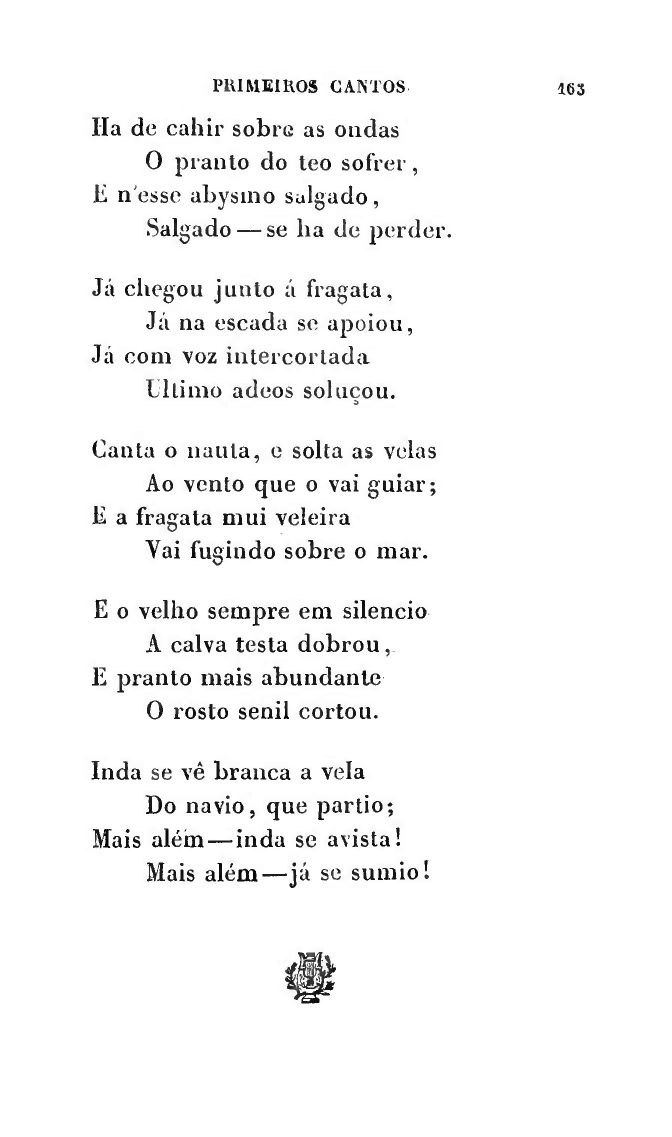 PRIMEIROS CANTOS
163
Ha de cahir sobre as ondas
O pranto do teo sofrer,
E n'esse abysmo salgado,
Salgado — se ha de perder.
Já chegou junto á fragata,
Já na escada se apoiou,
Já com voz intercortada
Ultimo adeos soluçou.
Canta o nauta, e solta as velas
Ao vento que o vai guiar;
E a fragata mui veleira
Vai fugindo sobre o mar.
E o velho sempre em silencio
A calva testa dobrou,
E pranto mais abundante
O rosto senil cortou.
Inda se vê branca a vela
Do navio, que partio;
Mais além — inda se avista!
Mais além — já se sumio!